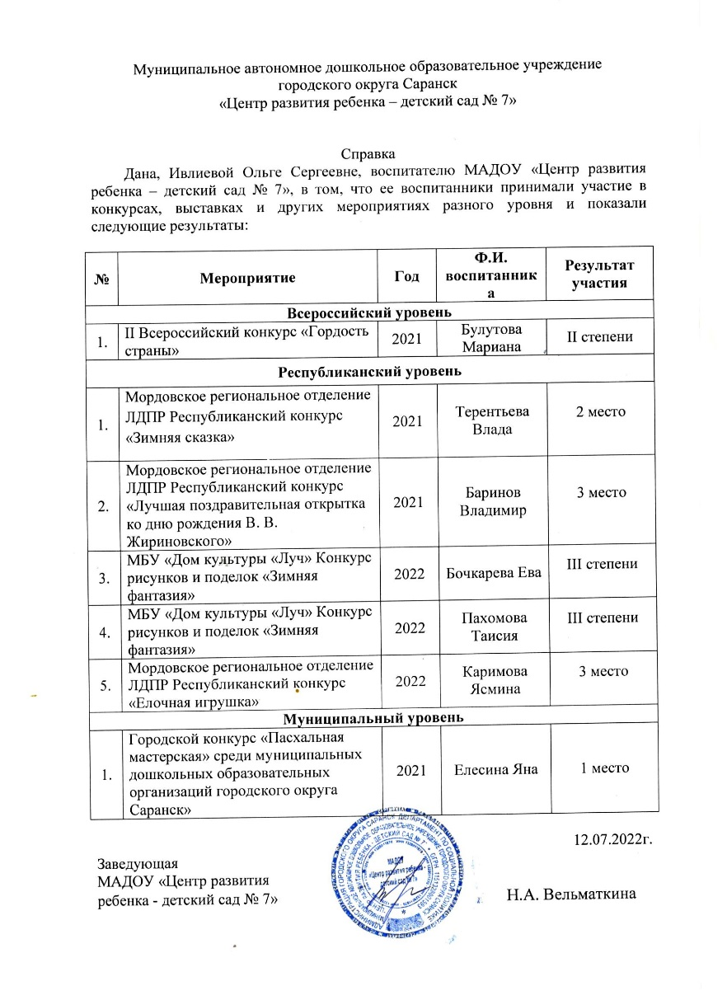 Муниципальное автономное дошкольное образовательное учреждение
городского округа Саранск
«Центр развития ребенка – детский сад № 7»
Справка
Дана, Ивлиевой Ольге Сергеевне, воспитателю МАДОУ «Центр развития
ребенка – детский сад № 7», в том, что ее воспитанники принимали участие в
конкурсах, выставках и других мероприятиях разного уровня и показали
следующие результаты:
№ Мероприятие Год Ф.И. воспитанник а Результат участия
Всероссийский уровень
1. II Всероссийский конкурс «Гордость
страны»
2021
Булутова
Мариана
II степени
Республиканский уровень
1.
Мордовское региональное отделение
ЛДПР Республиканский конкурс
«Зимняя сказка»
2021
Терентьева
Влада
2 место
2.
Мордовское региональное отделение
ЛДПР Республиканский конкурс
«Лучшая поздравительная открытка
ко дню рождения В. В.
Жириновского»
2021
Баринов
Владимир
3 место
3.
МБУ «Дом культуры «Луч» Конкурс
рисунков и поделок «Зимняя
фантазия»
2022
Бочкарева Ева
III степени
4.
МБУ «Дом культуры «Луч» Конкурс
рисунков и поделок «Зимняя
фантазия»
2022
Пахомова
Таисия
III степени
5.
Мордовское региональное отделение
ЛДПР Республиканский конкурс
«Елочная игрушка»
2022
Каримова
Ясмина
3 место
Муниципальный уровень
1.
Городской конкурс «Пасхальная
мастерская» среди муниципальных
дошкольных образовательных
организаций городского округа
Саранск»
2021
Елесина Яна
1 место
12.07.2022г.
Заведующая
МАДОУ «Центр развития
ребенка - детский сад № 7»
Н.А. Вельматкина
МАДОУ
«Центр развития ребенка -
детский сад № 7»